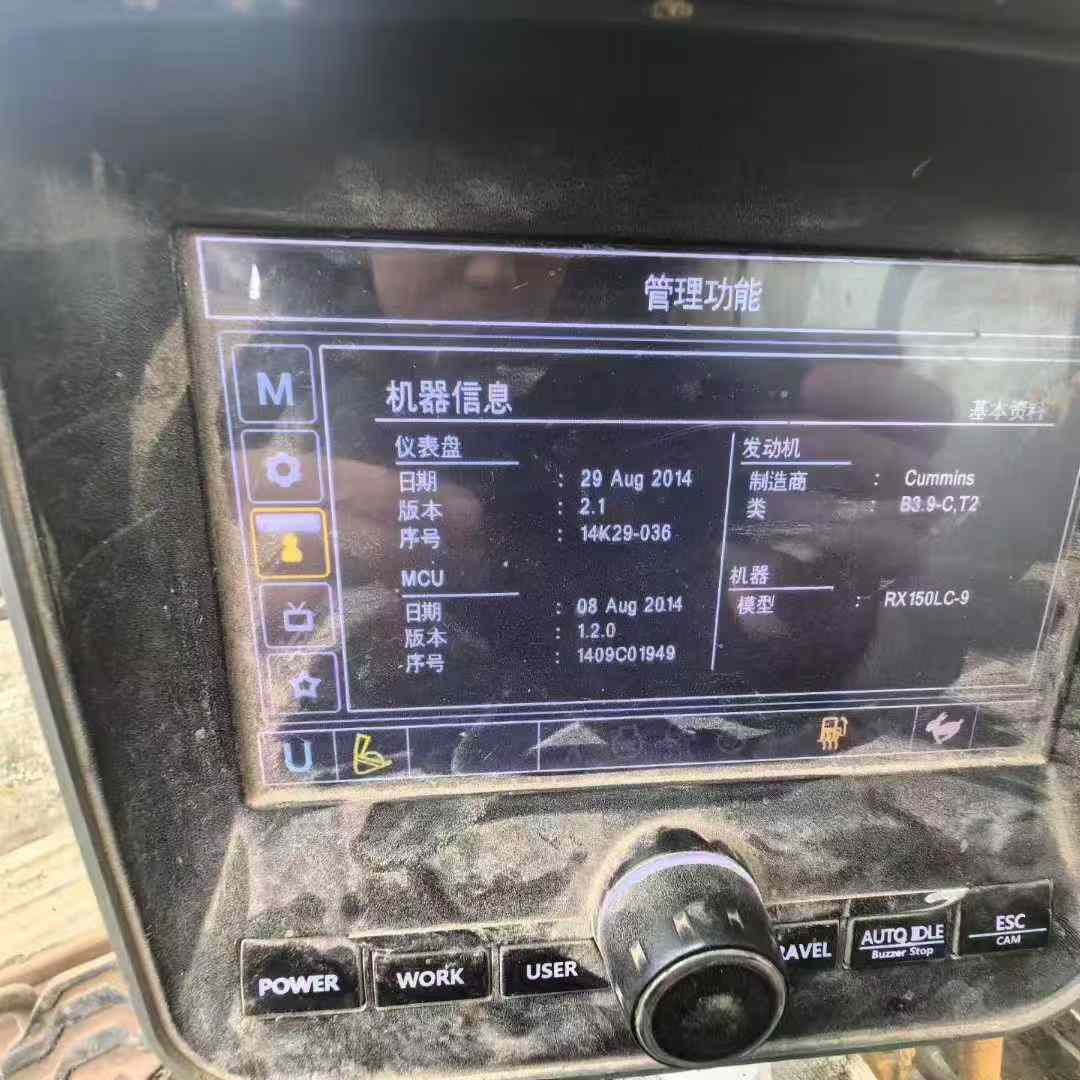 管理功能
M
机器信息
基本资料
仪表盘
日期 : 29 Aug 2014
版本 : 2.1
序号 : 14K29-036
MCU
日期 : 08 Aug 2014
版本 : 1.2.0
序号 : 1409C01949
发动机
制造商 : Cummins
类 : B3.9-C,T2
机器
模型 : RX150LC-9
U
POWER
WORK
USER
RAVEL
AUTO IDLE
Buzzer Stop
ESC
CAM